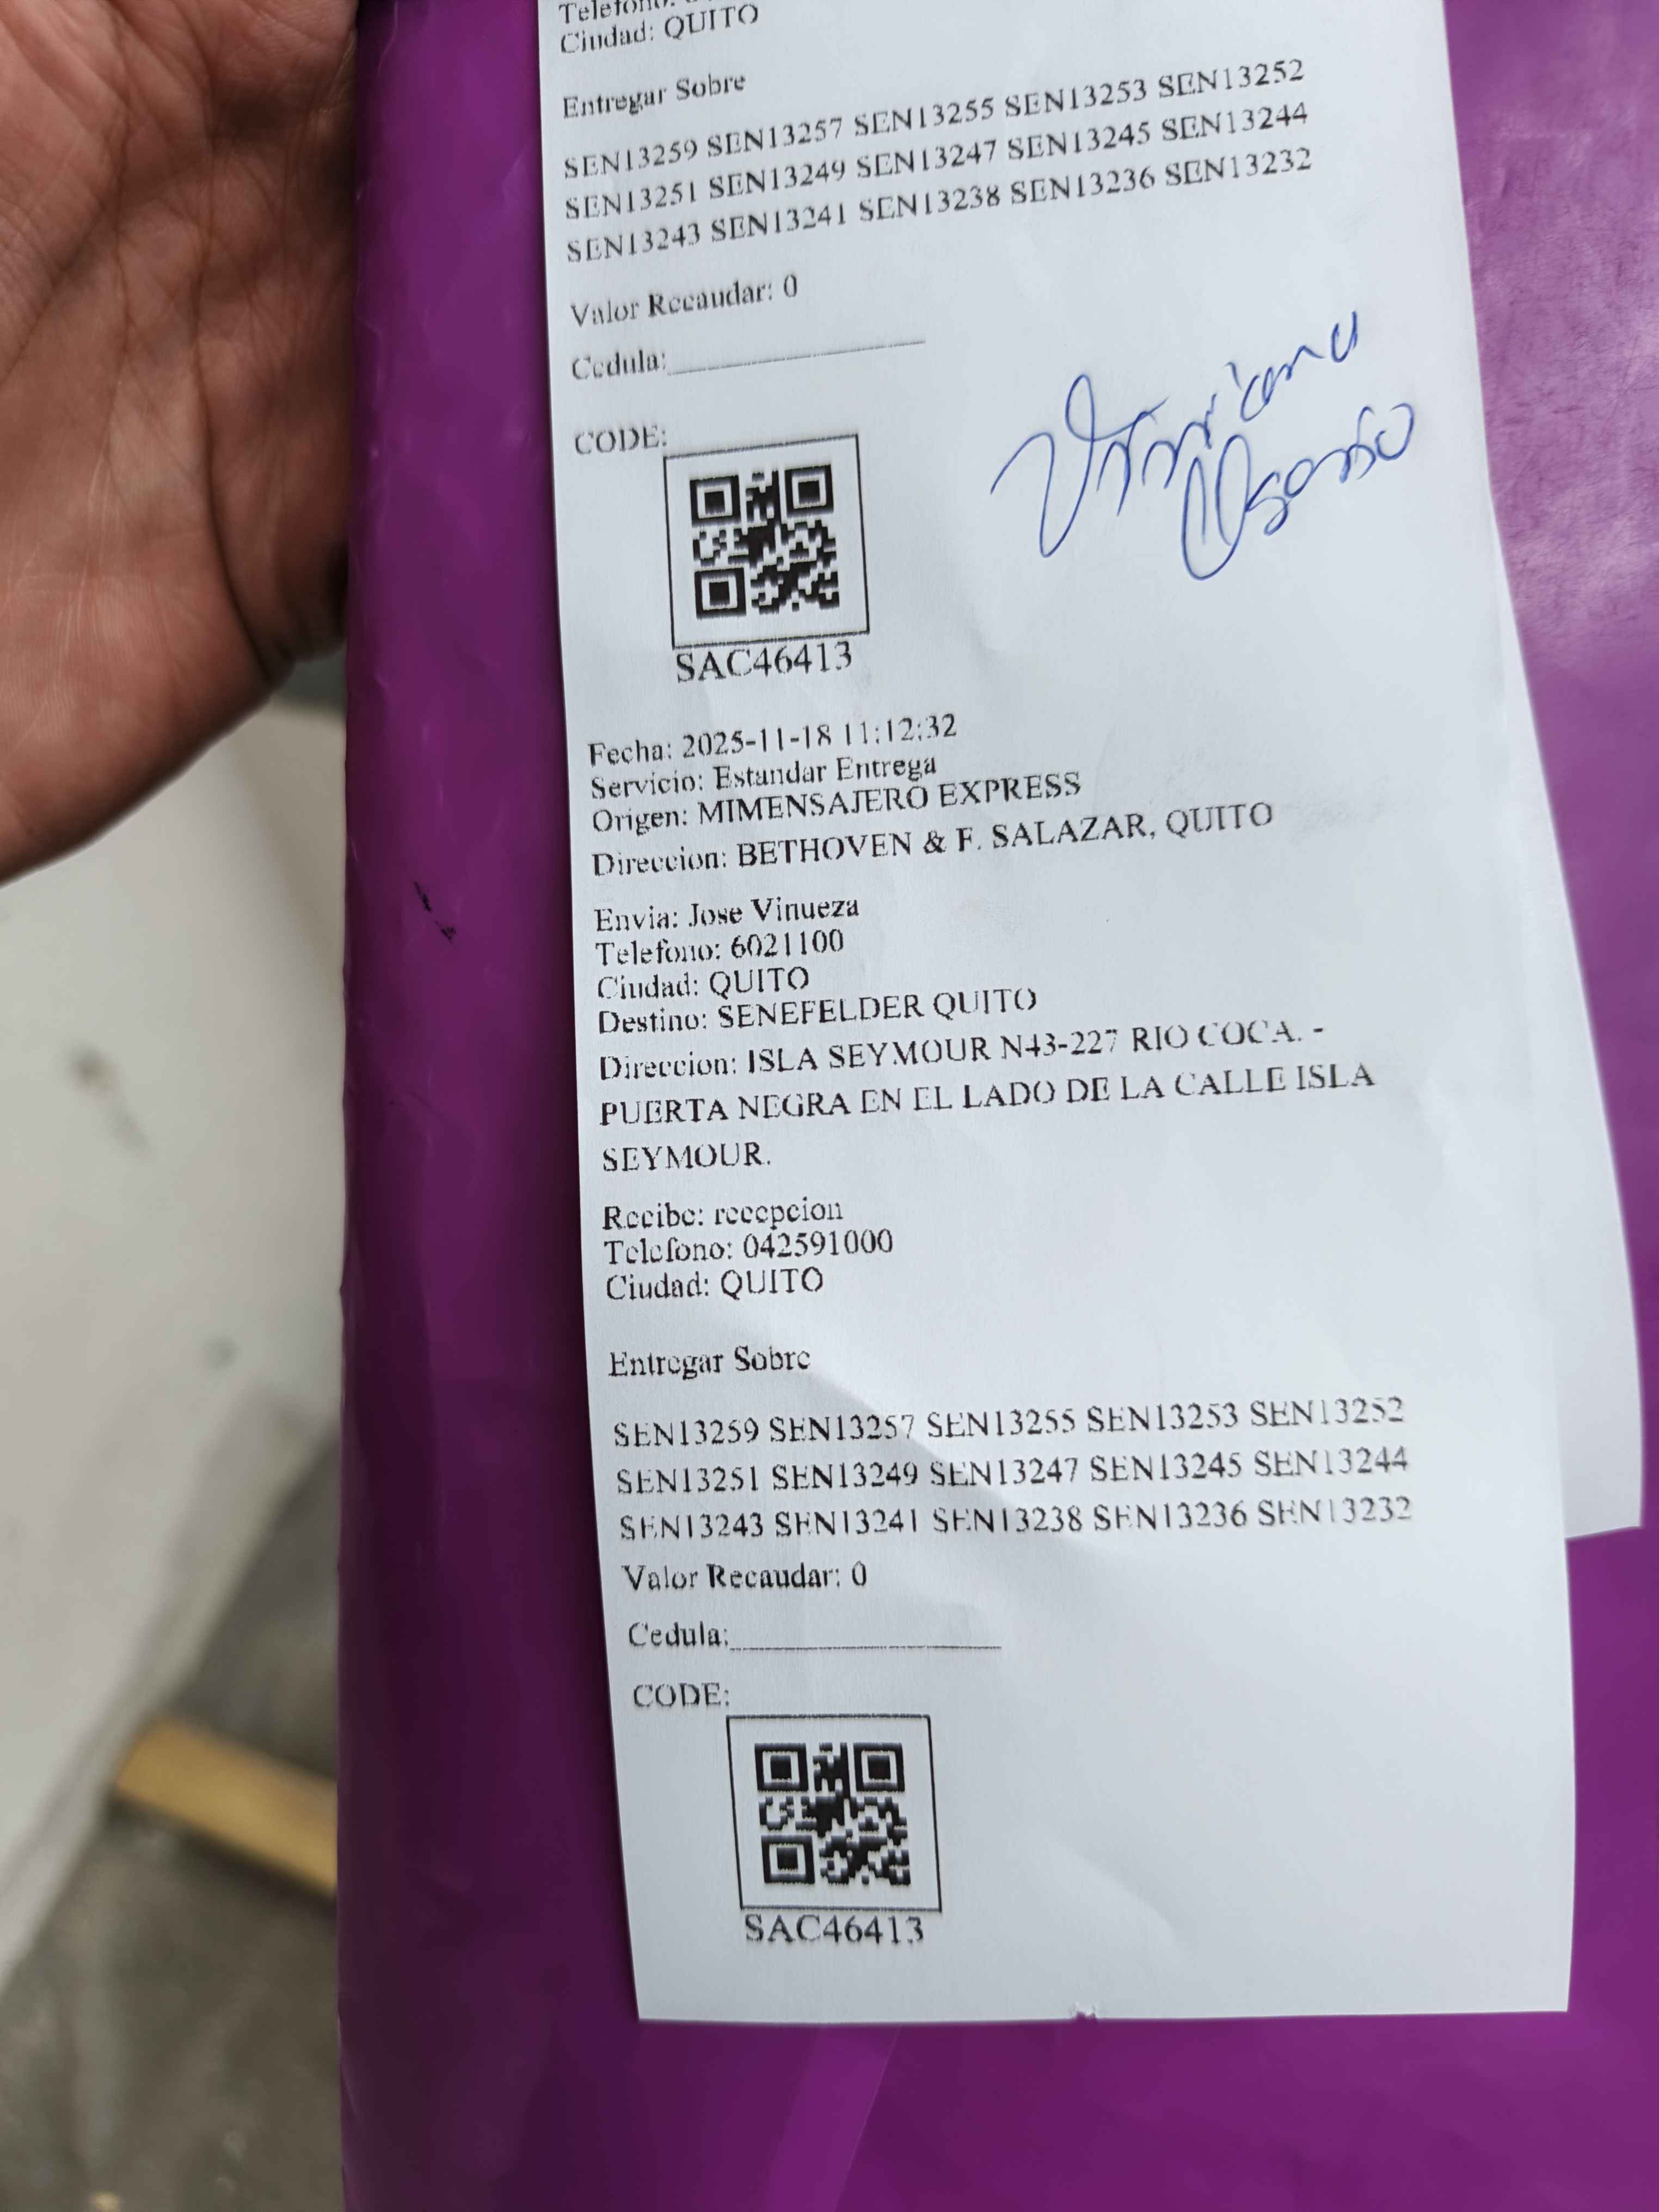 Telefono:
Ciudad: QUITO
Entregar Sobre
SEN13259 SEN13257 SEN13255 SEN13253 SEN13252
SEN13251 SEN13249 SEN13247 SEN13245 SEN13244
SEN13243 SEN13241 SEN13238 SEN13236 SEN13232
Valor Recaudar: 0
Cedula:
CODE:
SAC46413
Fecha: 2025-11-18 11:12:32
Servicio: Estandar Entrega
Origen: MIMENSAJERO EXPRESS
Direccion: BETHOVEN & F. SALAZAR, QUITO
Envia: Jose Vinueza
Telefono: 6021100
Ciudad: QUITO
Destino: SENEFELDER QUITO
Direccion: ISLA SEYMOUR N43-227 RIO COCA. -
PUERTA NEGRA EN EL LADO DE LA CALLE ISLA
SEYMOUR.
Recibe: recepcion
Telefono: 042591000
Ciudad: QUITO
Entregar Sobre
SEN13259 SEN13257 SEN13255 SEN13253 SEN13252
SEN13251 SEN13249 SEN13247 SEN13245 SEN13244
SEN13243 SEN13241 SEN13238 SEN13236 SEN13232
Valor Recaudar: 0
Cedula:
CODE:
SAC46413